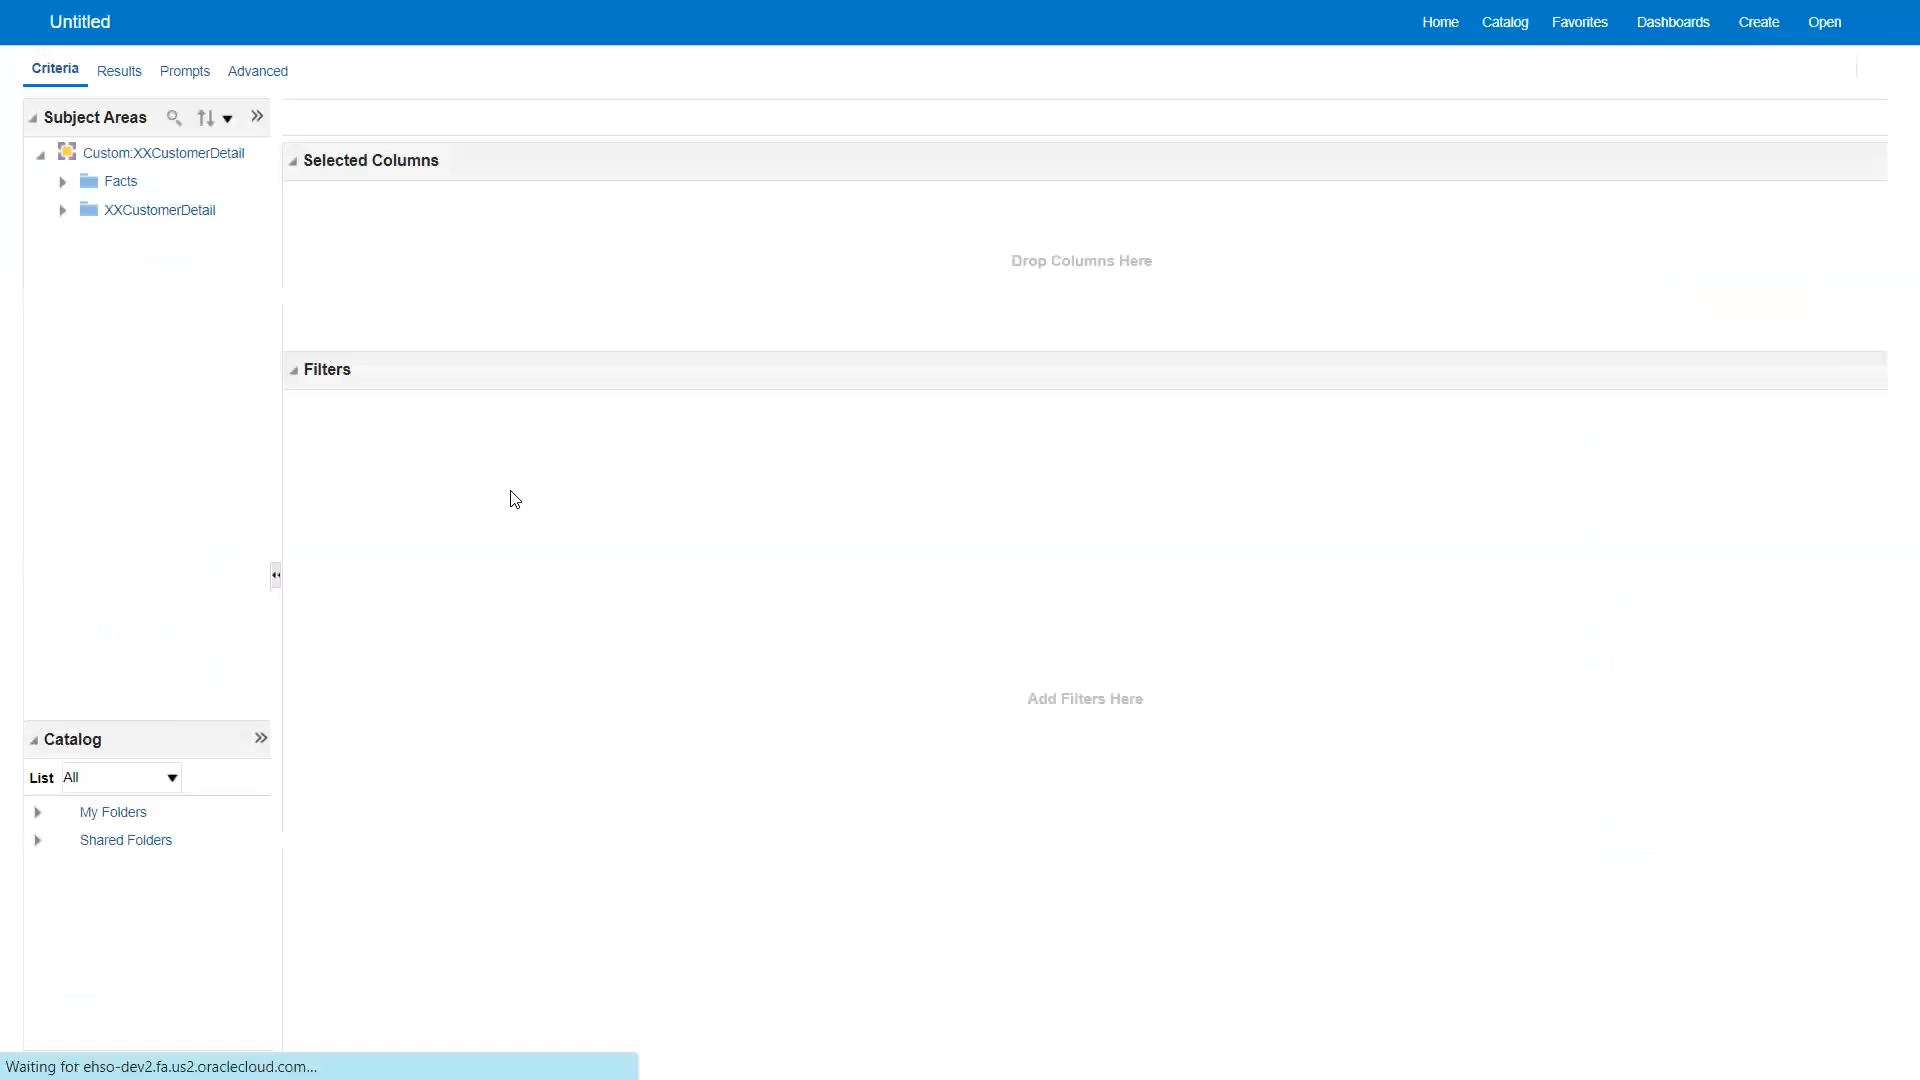 Untitled
Home Catalog Favorites Dashboards Create Open
Criteria Results Prompts Advanced
Subject Areas
Custom:XXCustomerDetail
Facts
XXCustomerDetail
Selected Columns
Drop Columns Here
Filters
Add Filters Here
Catalog
List All
My Folders
Shared Folders
Waiting for ehso-dev2.fa.us2.oraclecloud.com...